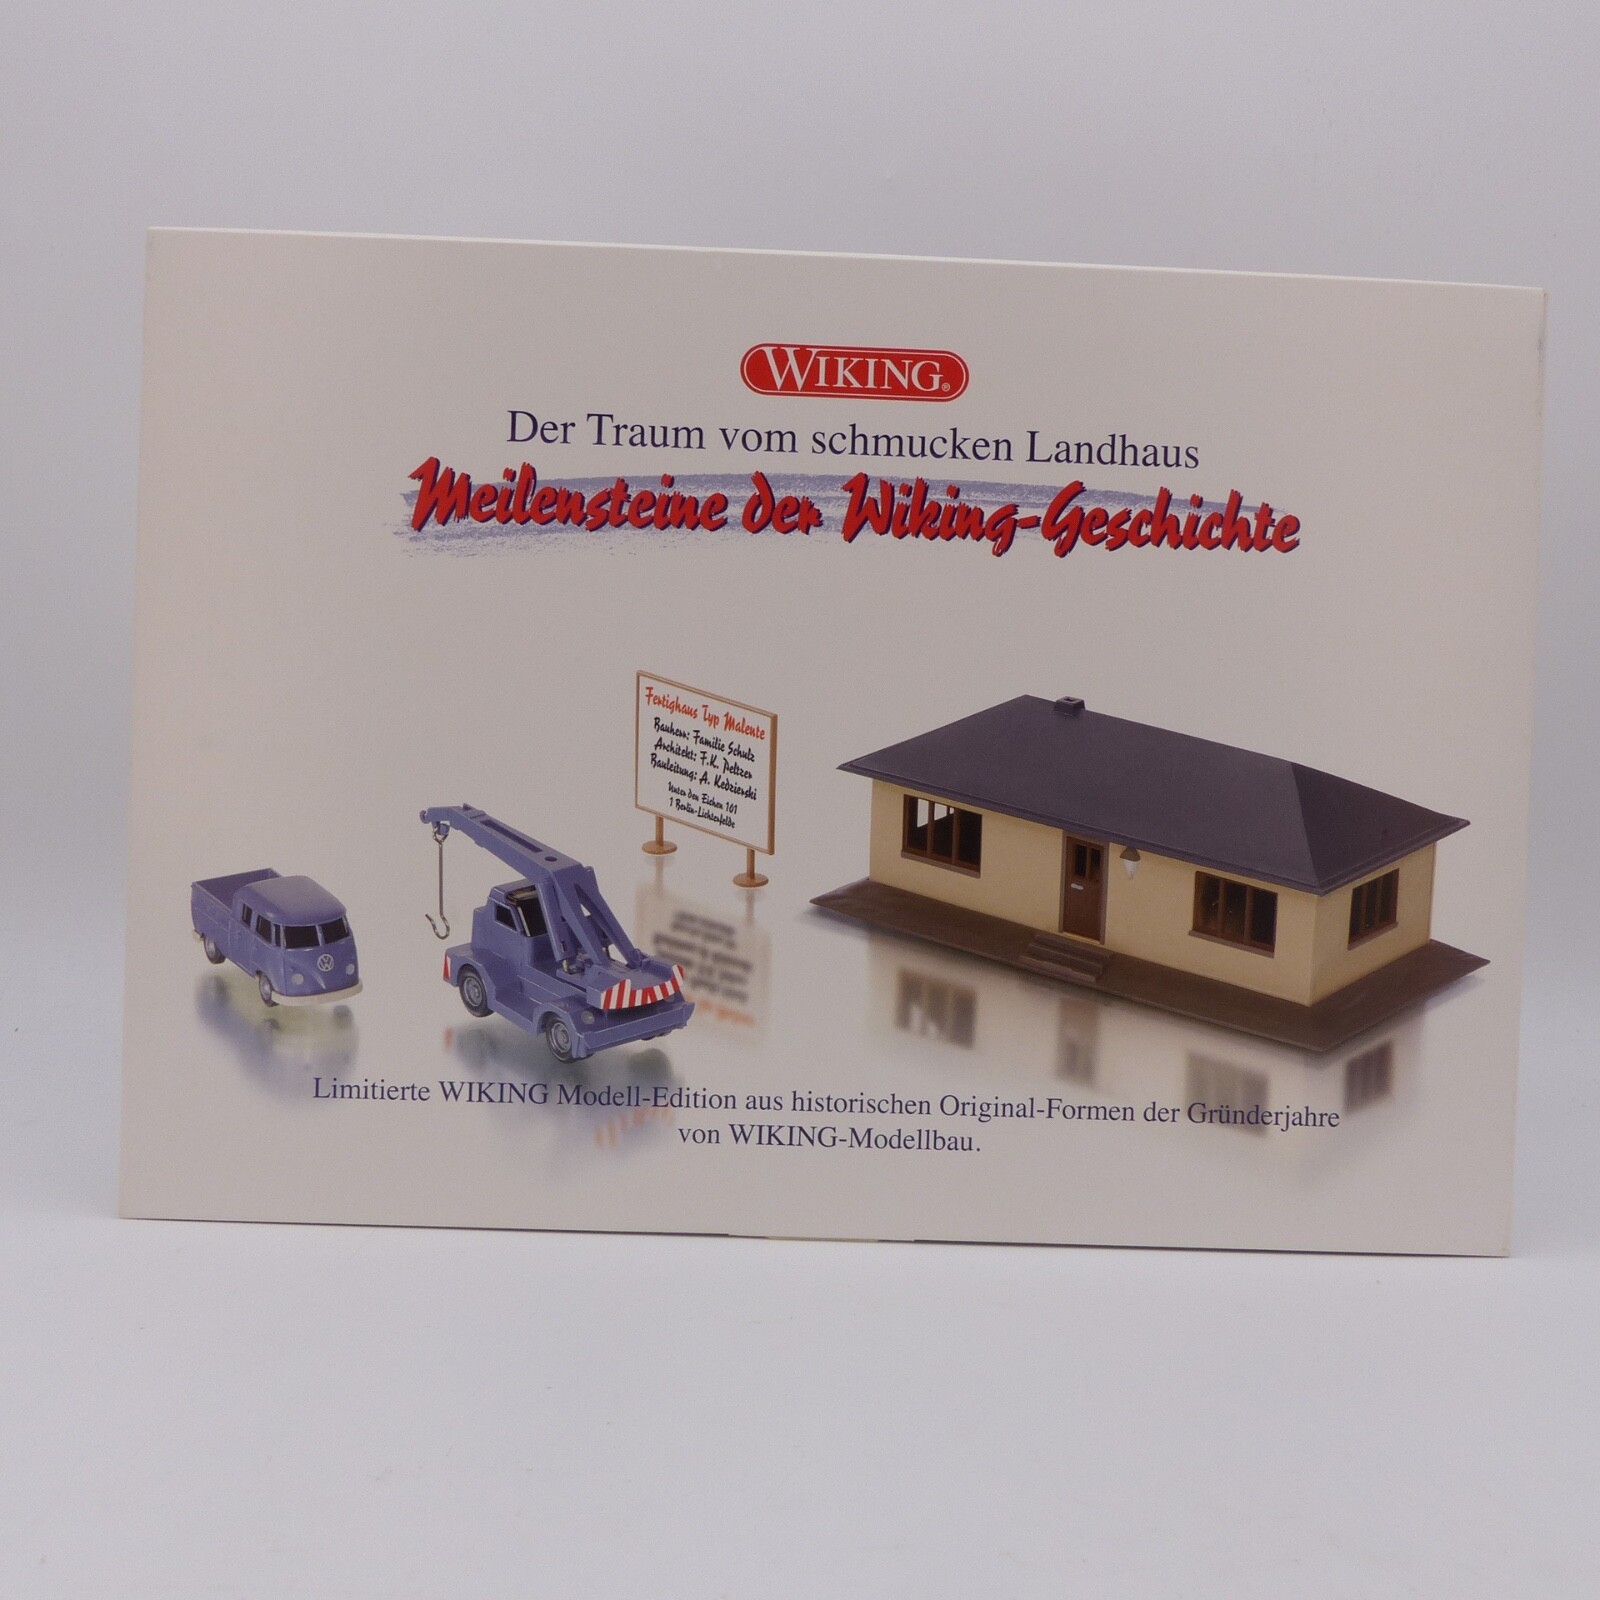 WIKING®
Der Traum vom schmucken Landhaus
Meilensteine der Wiking-Geschichte
Fertighaus Typ Malente
Bauherr: Familie Schulz
Architekt: F.K. Peltzer
Bauleitung: A. Kedzierski
Unter den Eichen 101
1 Berlin-Lichterfelde
Limitierte WIKING Modell-Edition aus historischen Original-Formen der Gründerjahre
von WIKING-Modellbau.